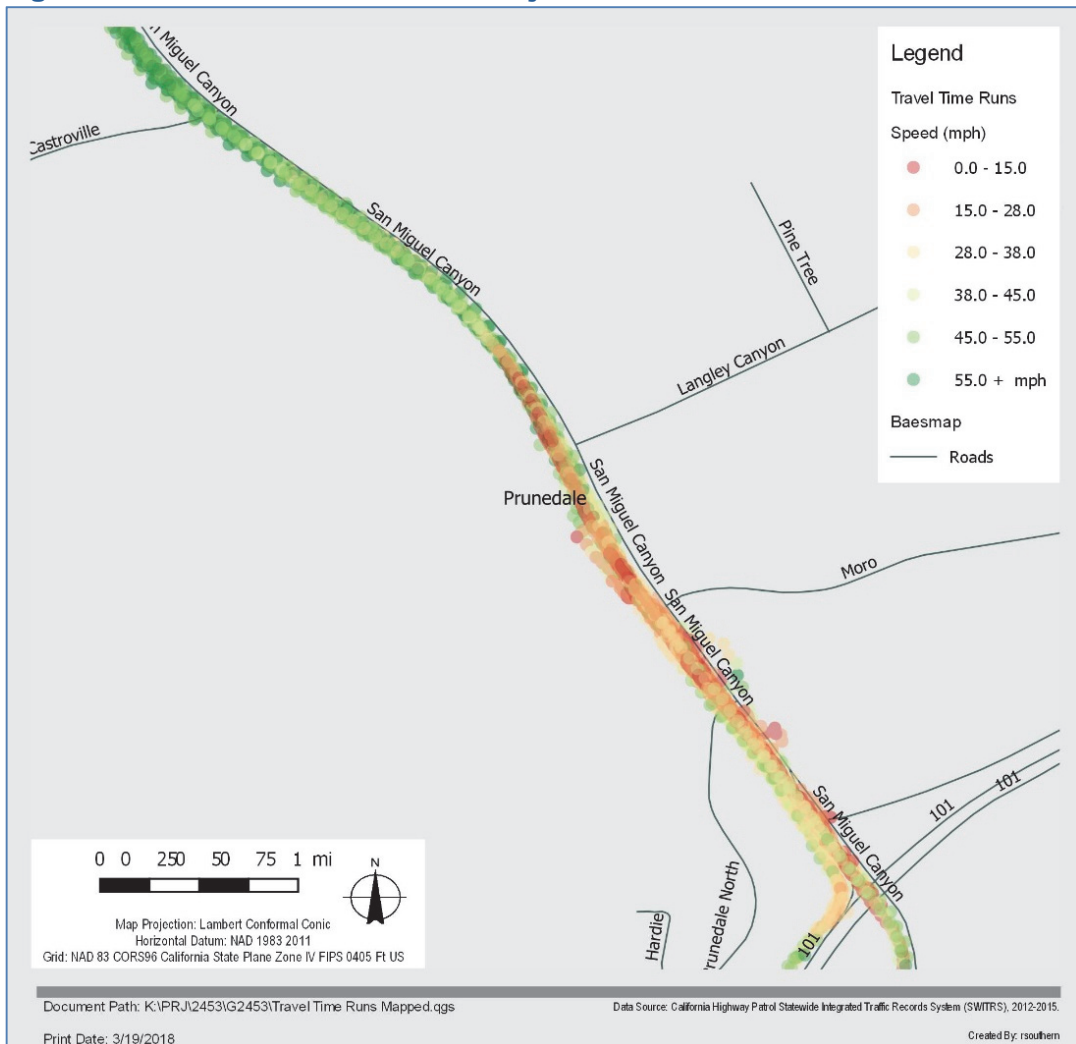 San Miguel Canyon
Castroville
San Miguel Canyon
Pine Tree
Langley Canyon
San Miguel Canyon
Prunedale
Moro
San Miguel Canyon
San Miguel Canyon
101
101
101
Prunedale North
Hardie
Legend
Travel Time Runs
Speed (mph)
0.0 - 15.0
15.0 - 28.0
28.0 - 38.0
38.0 - 45.0
45.0 - 55.0
55.0 + mph
Baesmap
Roads
0 0 250 50 75 1 mi
N
Map Projection: Lambert Conformal Conic
Horizontal Datum: NAD 1983 2011
Grid: NAD 83 CORS96 California State Plane Zone IV FIPS 0405 Ft US
Document Path: K:\PRJ\2453\G2453\Travel Time Runs Mapped.qgs
Data Source: California Highway Patrol Statewide Integrated Traffic Records System (SWITRS), 2012-2015.
Print Date: 3/19/2018
Created By: rsouthern